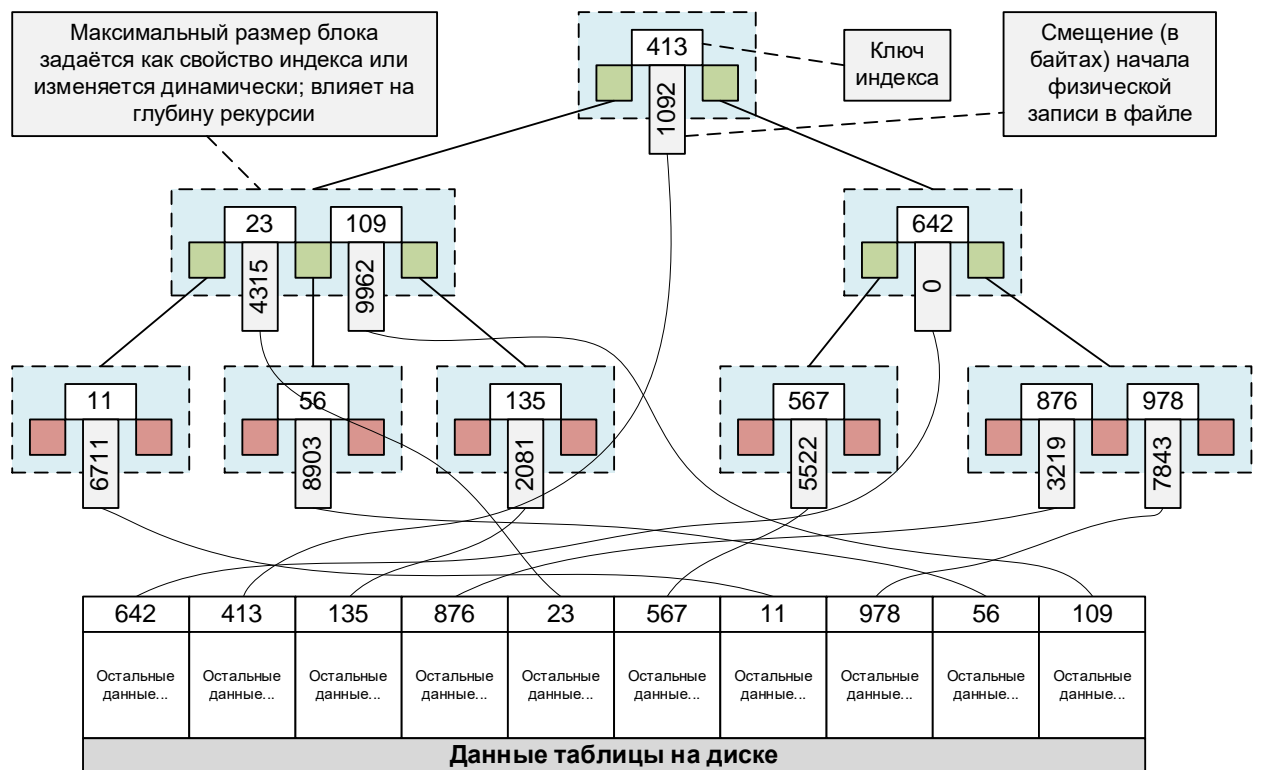 Максимальный размер блока
задаётся как свойство индекса или
изменяется динамически; влияет на
глубину рекурсии
413
1092
Ключ
индекса
Смещение (в
байтах) начала
физической
записи в файле
23
109
4315
9962
642
0
11
6711
56
8903
135
2081
567
5522
876
978
3219
7843
642
413
135
876
23
567
11
978
56
109
Остальные
данные...
Остальные
данные...
Остальные
данные...
Остальные
данные...
Остальные
данные...
Остальные
данные...
Остальные
данные...
Остальные
данные...
Остальные
данные...
Остальные
данные...
Данные таблицы на диске